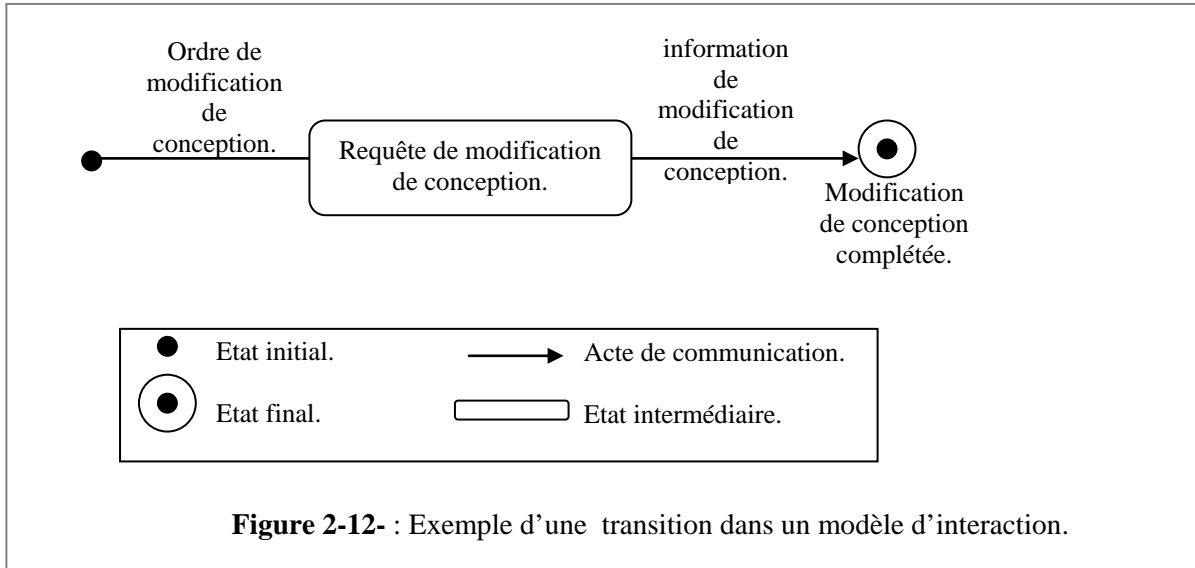 Ordre de
modification
de
conception.
Requête de modification
de conception.
information
de
modification
de
conception.
Modification
de conception
complétée.
Etat initial.
Acte de communication.
Etat final.
Etat intermédiaire.
Figure 2-12- : Exemple d’une transition dans un modèle d’interaction.